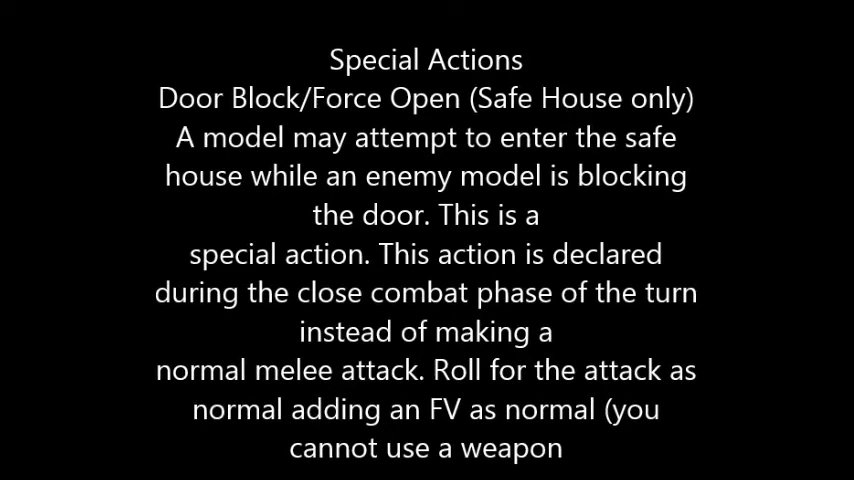 Special Actions
Door Block/Force Open (Safe House only)
A model may attempt to enter the safe
house while an enemy model is blocking
the door. This is a
special action. This action is declared
during the close combat phase of the turn
instead of making a
normal melee attack. Roll for the attack as
normal adding an FV as normal (you
cannot use a weapon